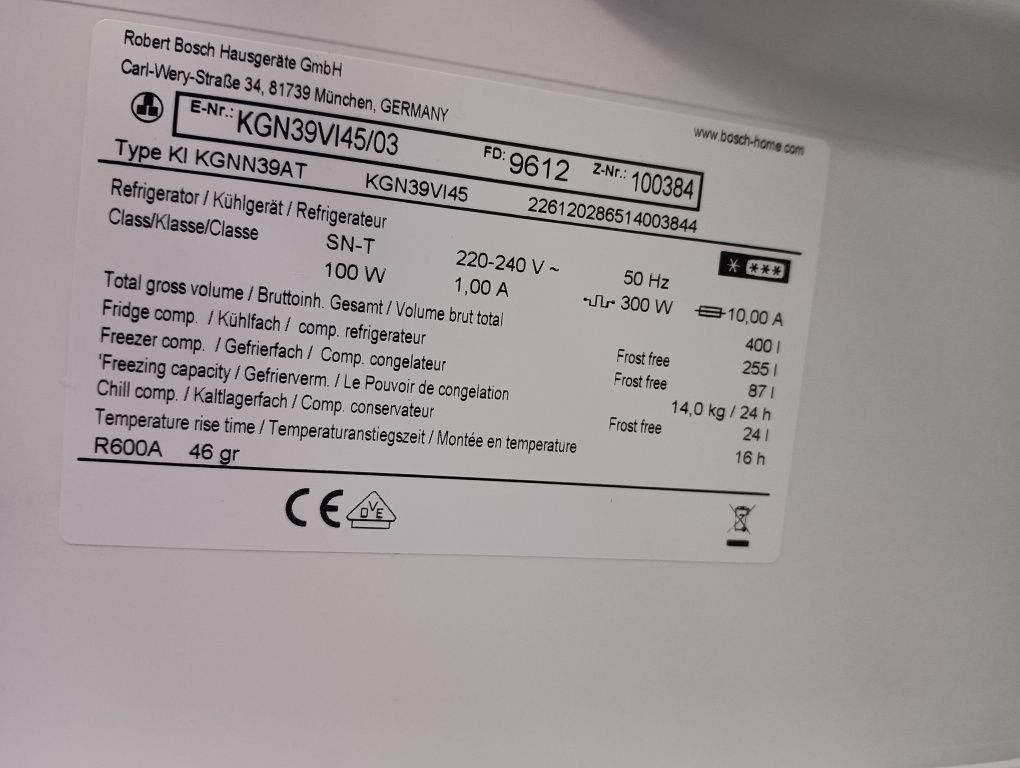 Robert Bosch Hausgeräte GmbH
Carl-Wery-Straße 34, 81739 München, GERMANY
www.bosch-home.com
E-Nr.: KGN39VI45/03 FD: 9612 Z-Nr.: 100384
Type KI KGNN39AT KGN39VI45 226120286514003844
Refrigerator / Kühlgerät / Refrigerateur
Class/Klasse/Classe SN-T 220-240 V ~ 50 Hz * ***
100 W 1,00 A 300 W 10,00 A
Total gross volume / Bruttoinh. Gesamt / Volume brut total 400 l
Fridge comp. / Kühlfach / comp. refrigerateur Frost free 255 l
Freezer comp. / Gefrierfach / Comp. congelateur Frost free 87 l
'Freezing capacity / Gefrierverm. / Le Pouvoir de congelation 14,0 kg / 24 h
Chill comp. / Kaltlagerfach / Comp. conservateur Frost free 24 l
Temperature rise time / Temperaturanstiegszeit / Montée en temperature 16 h
R600A 46 gr
CE DVE